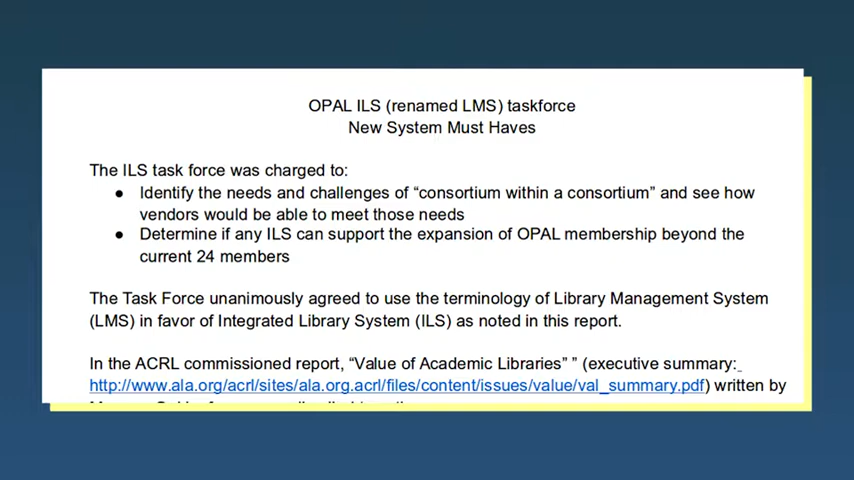 OPAL ILS (renamed LMS) taskforce
New System Must Haves
The ILS task force was charged to:
● Identify the needs and challenges of “consortium within a consortium” and see how
vendors would be able to meet those needs
● Determine if any ILS can support the expansion of OPAL membership beyond the
current 24 members
The Task Force unanimously agreed to use the terminology of Library Management System
(LMS) in favor of Integrated Library System (ILS) as noted in this report.
In the ACRL commissioned report, “Value of Academic Libraries” ” (executive summary:
http://www.ala.org/acrl/sites/ala.org.acrl/files/content/issues/value/val_summary.pdf) written by